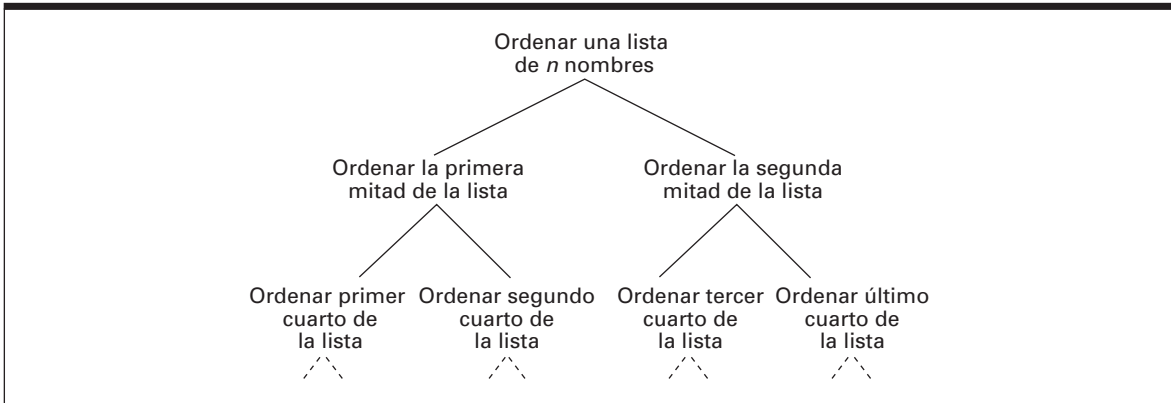 Ordenar una lista
de n nombres
Ordenar la primera
mitad de la lista
Ordenar la segunda
mitad de la lista
Ordenar primer
cuarto de
la lista
Ordenar segundo
cuarto de
la lista
Ordenar tercer
cuarto de
la lista
Ordenar último
cuarto de
la lista